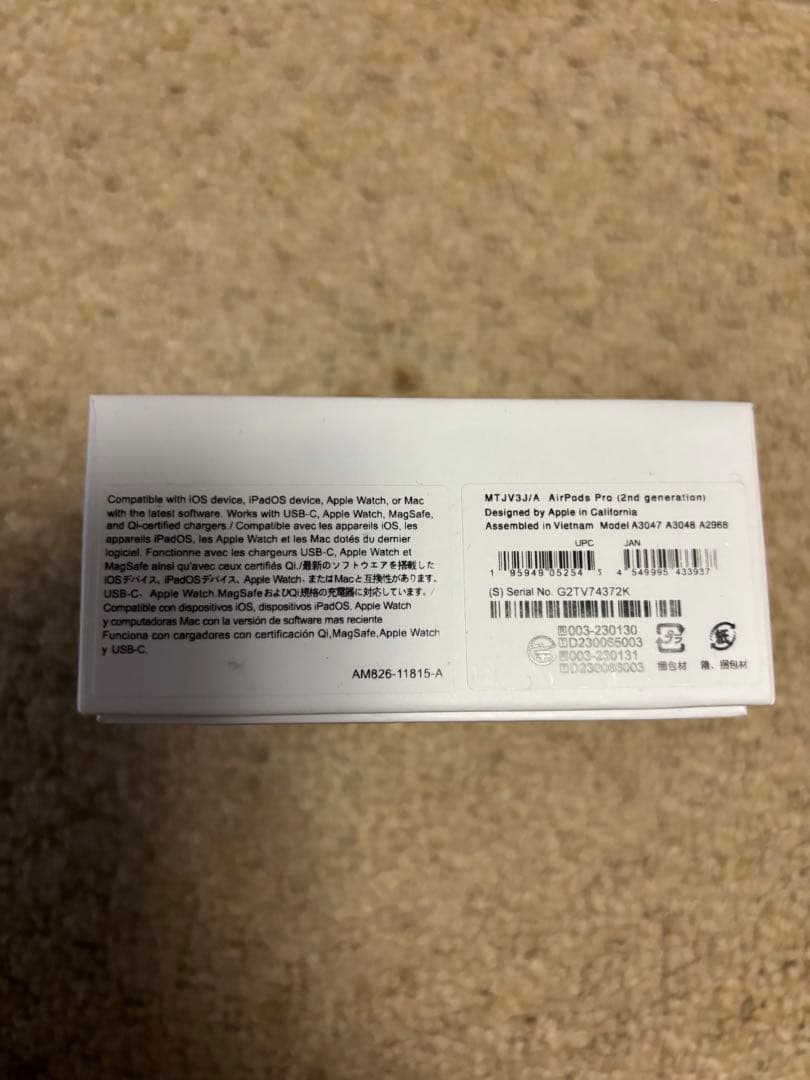 Compatible with iOS device, iPadOS device, Apple Watch, or Mac
with the latest software. Works with USB-C, Apple Watch, MagSafe,
and Qi-certified chargers./ Compatible avec les appareils iOS, les
appareils iPadOS, les Apple Watch et les Mac dotés du dernier
logiciel. Fonctionne avec les chargeurs USB-C, Apple Watch et
MagSafe ainsi qu'avec ceux certifiés Qi./最新のソフトウエアを搭載した
iOSデバイス、iPadOSデバイス、Apple Watch、またはMacと互換性があります。
USB-C、Apple Watch.MagSafeおよびQi規格の充電器に対応しています。/
Compatible con dispositivos iOS, dispositivos iPadOS, Apple Watch
y computadoras Mac con la versión de software mas reciente
Funciona con cargadores con certificación Qi,MagSafe,Apple Watch
y USB-C.
AM826-11815-A
MTJV3J/A AirPods Pro (2nd generation)
Designed by Apple in California
Assembled in Vietnam Model A3047 A3048 A2968
UPC JAN
1 95949 05254 5 4 549995 433937
(S) Serial No. G2TV74372K
003-230130
D230085003
003-230131
D230086003
プラ
紙
捆包材 箱、捆包材